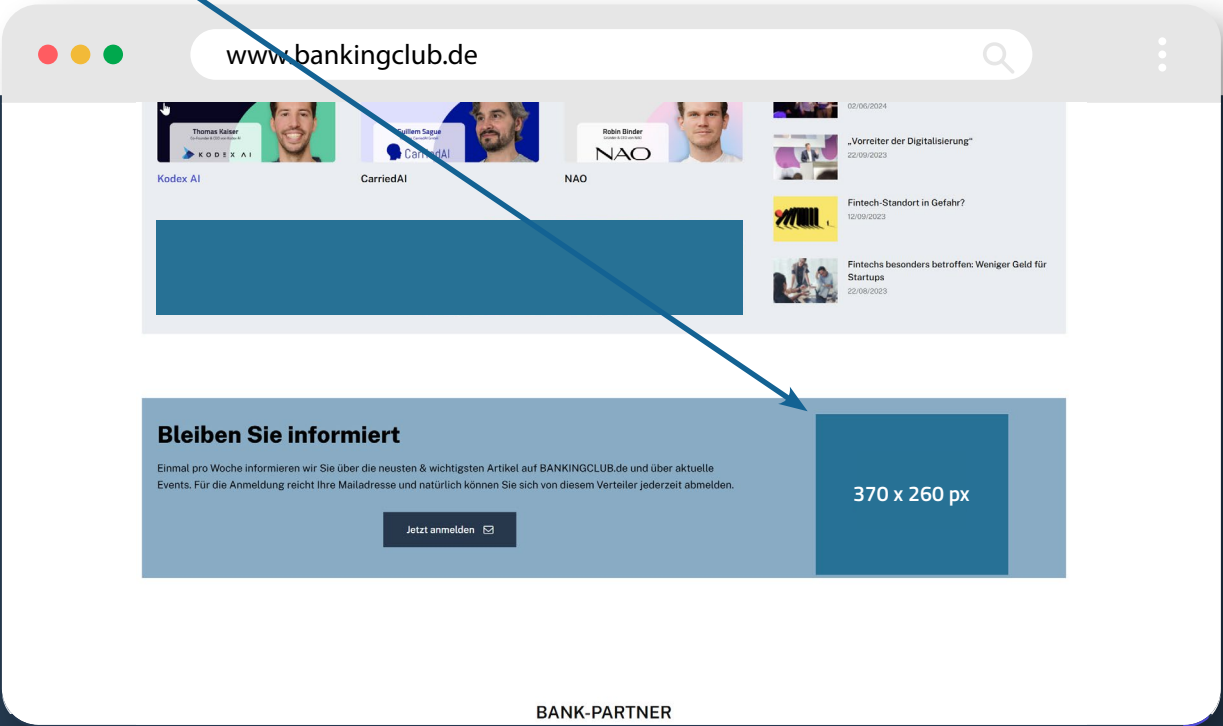 www.bankingclub.de
Thomas Kaiser
KODEX AI
Kodex AI
Guillem Sague
CarriedAI
CarriedAI
Robin Binder
NAO
NAO
02/06/2024
„Vorreiter der Digitalisierung“
22/09/2023
Fintech-Standort in Gefahr?
12/09/2023
Fintechs besonders betroffen: Weniger Geld für
Startups
22/08/2023
Bleiben Sie informiert
Einmal pro Woche informieren wir Sie über die neusten & wichtigsten Artikel auf BANKINGCLUB.de und über aktuelle
Events. Für die Anmeldung reicht Ihre Mailadresse und natürlich können Sie sich von diesem Verteiler jederzeit abmelden.
Jetzt anmelden
370 x 260 px
BANK-PARTNER